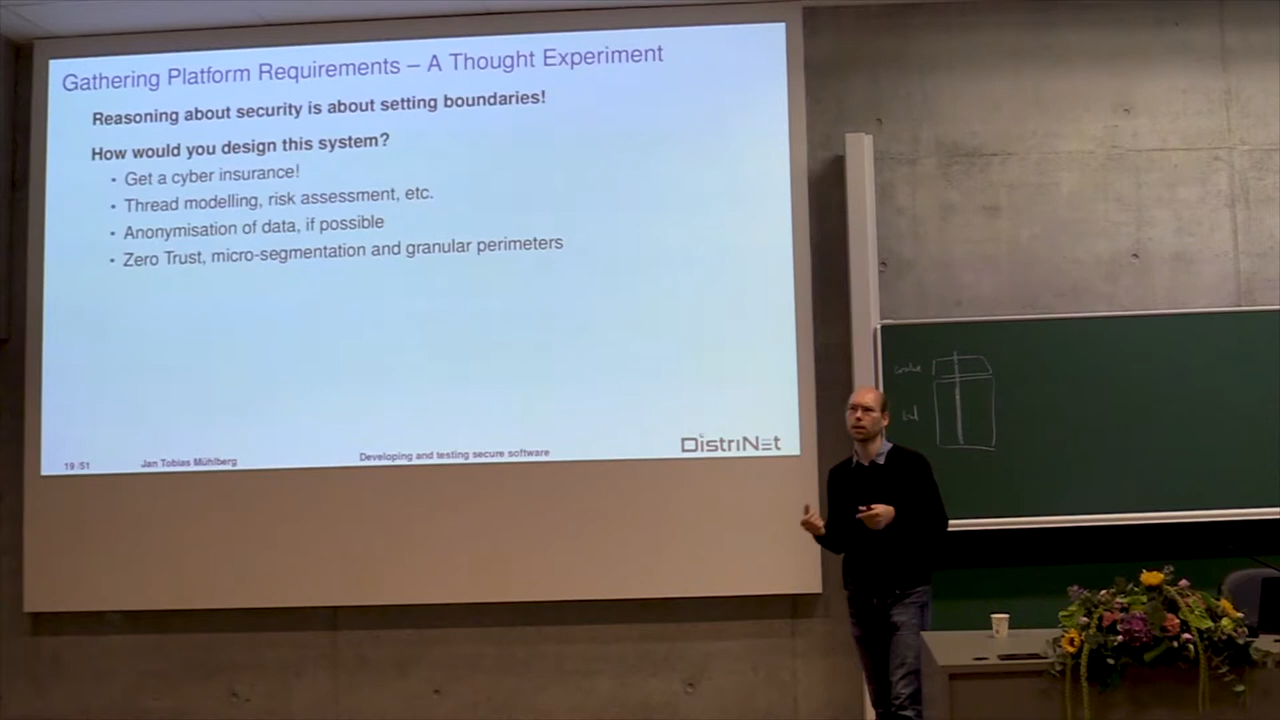 Gathering Platform Requirements – A Thought Experiment
Reasoning about security is about setting boundaries!
How would you design this system?
• Get a cyber insurance!
• Thread modelling, risk assessment, etc.
• Anonymisation of data, if possible
• Zero Trust, micro-segmentation and granular perimeters
19 /51 Jan Tobias Mühlberg Developing and testing secure software DistriNet